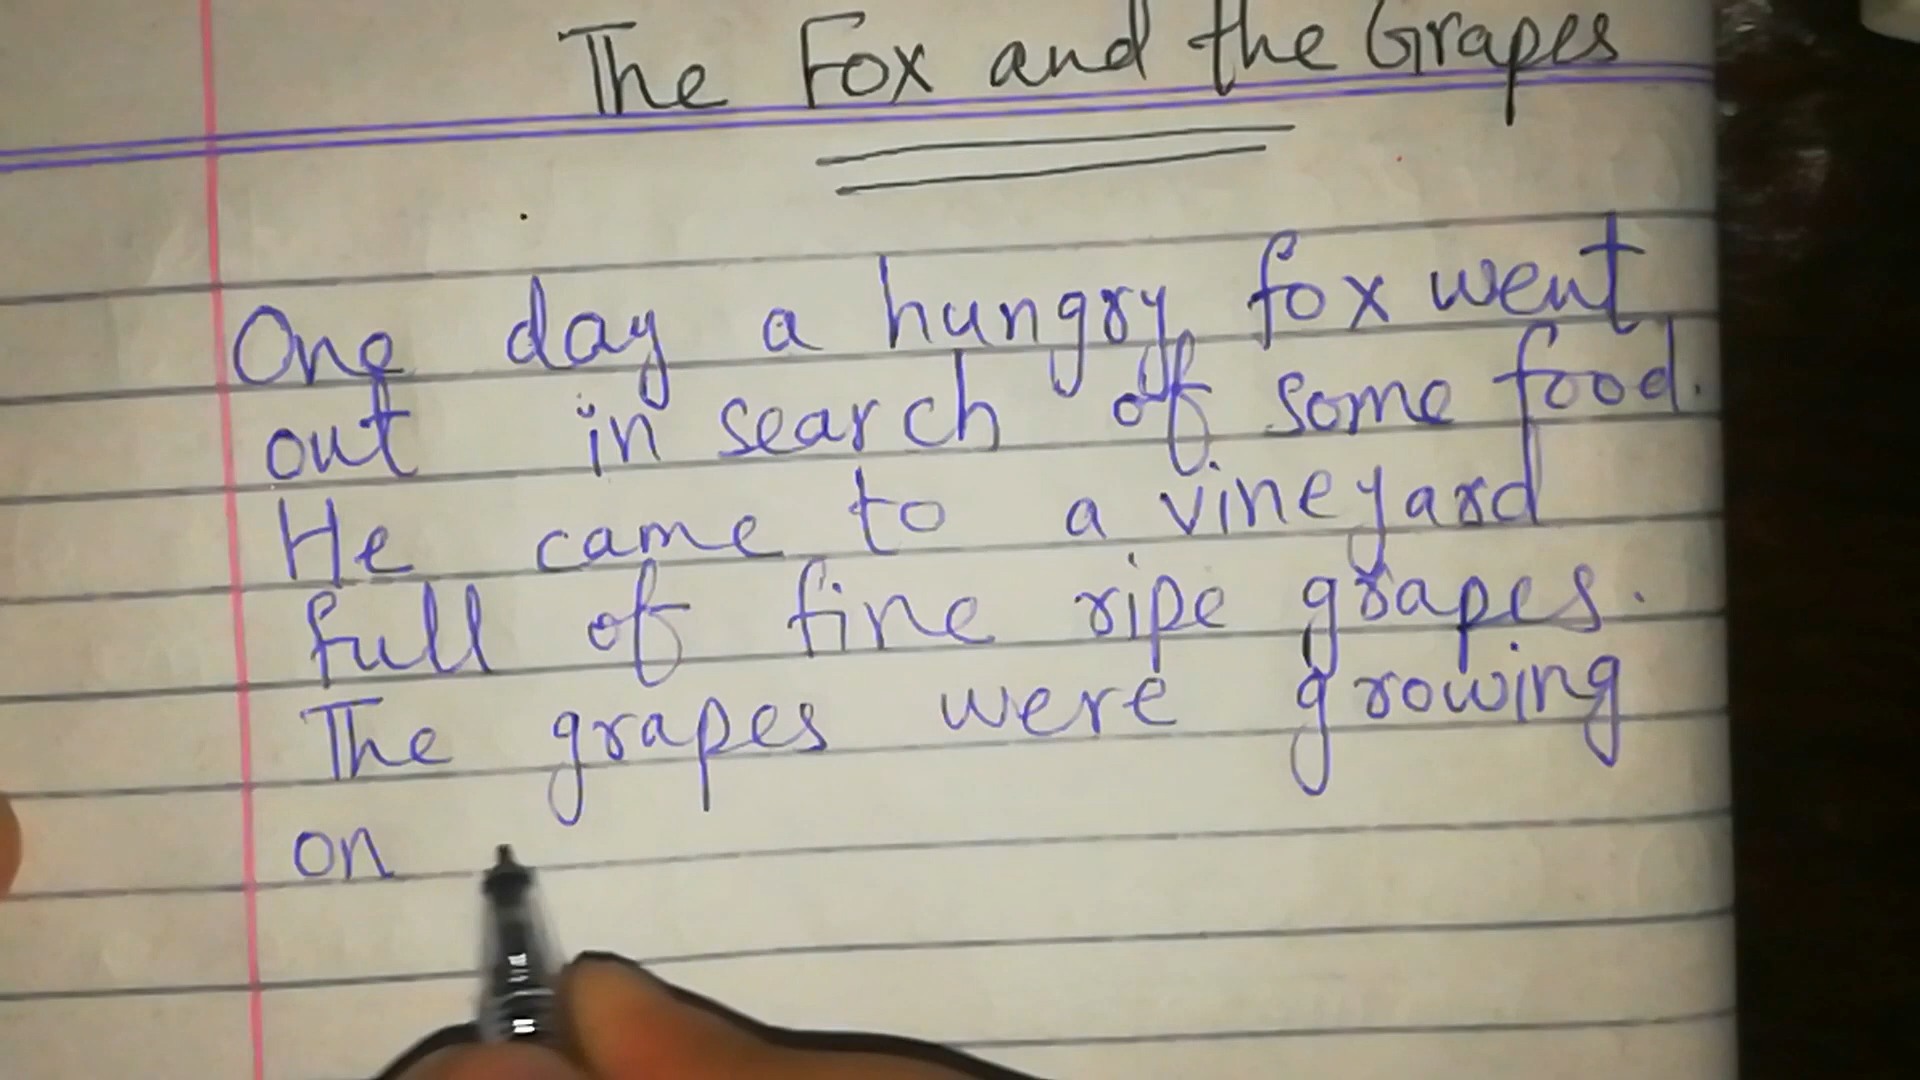 The Fox and the Grapes
One day a hungry fox went
out in search of some food.
He came to a vineyard
full of fine ripe grapes.
The grapes were growing
on